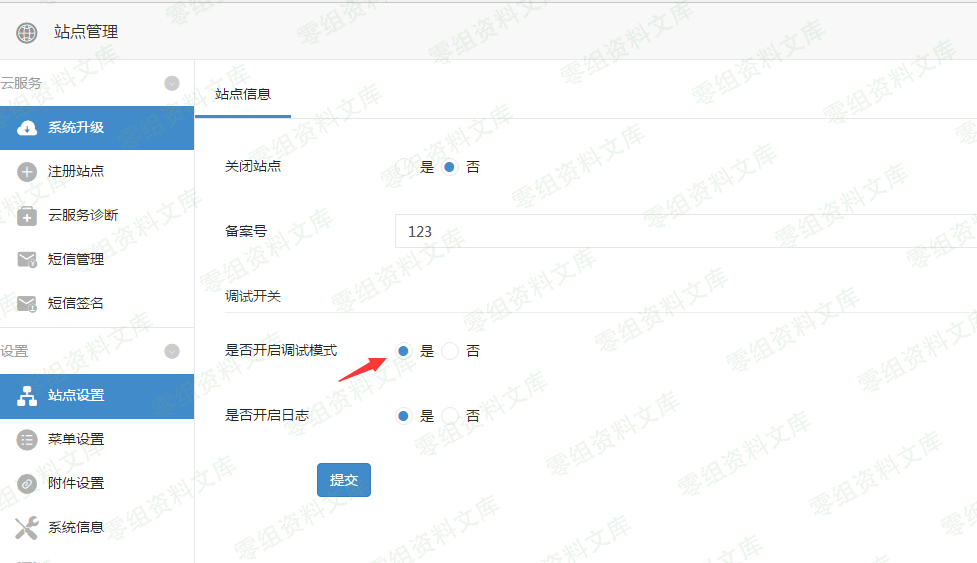 站点管理
云服务
系统升级
注册站点
云服务诊断
短信管理
短信签名
设置
站点设置
菜单设置
附件设置
系统信息
站点信息
关闭站点 是 否
备案号 123
调试开关
是否开启调试模式 是 否
是否开启日志 是 否
提交
零组资料文库